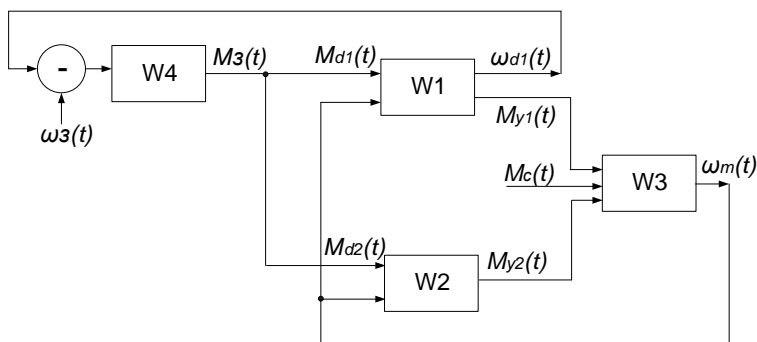 MЗ(t)
Md1(t)
ωd1(t)
-
W4
W1
ωЗ(t)
My1(t)
Mc(t)
W3
ωm(t)
Md2(t)
My2(t)
W2